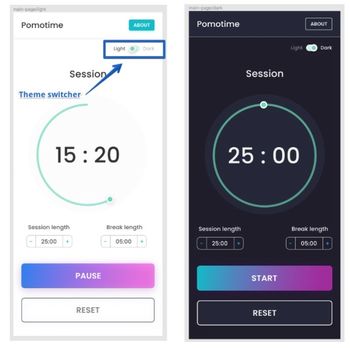 main-page/light
Pomotime
ABOUT
Light
Dark
Session
Theme switcher
15 : 20
Session length
Break length
- 25:00 +
- 05:00 +
PAUSE
RESET
main-page/dark
Pomotime
ABOUT
Light
Dark
Session
25 : 00
Session length
Break length
- 25:00 +
- 05:00 +
START
RESET